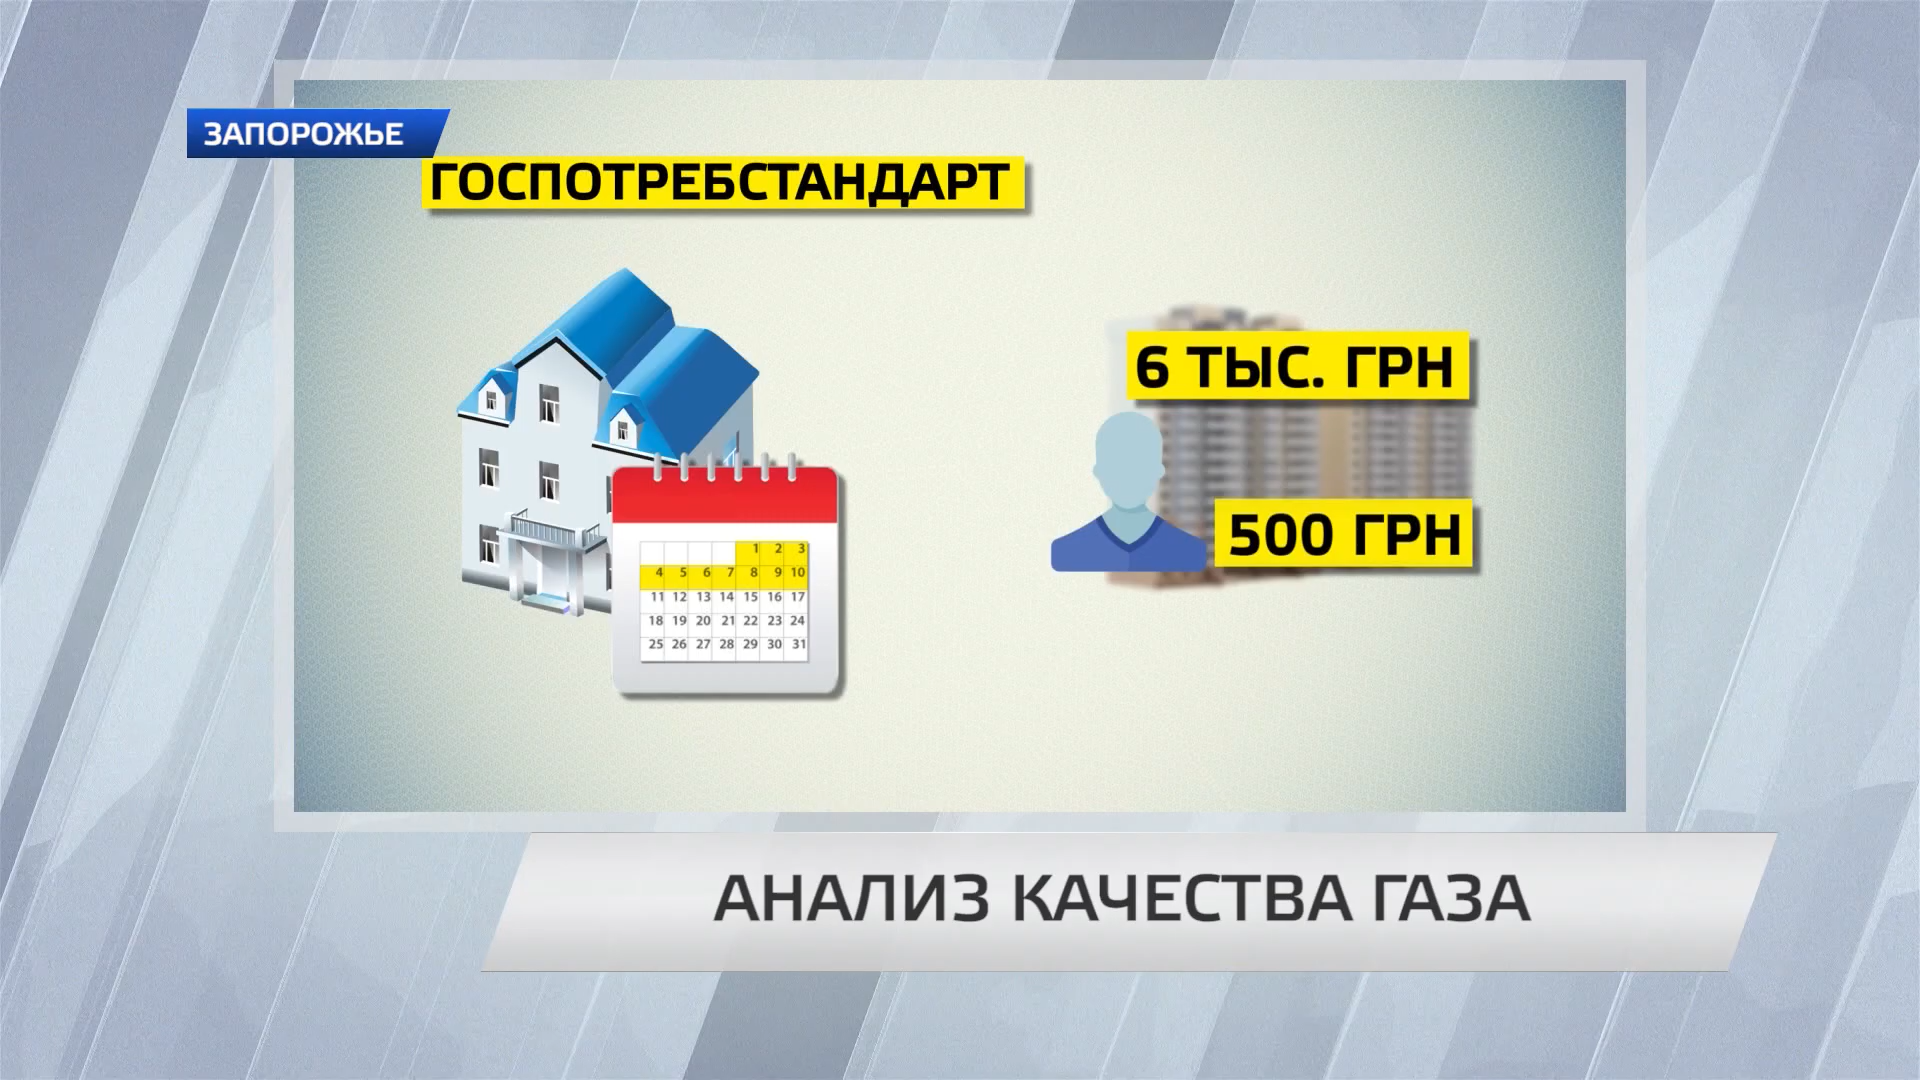 ЗАПОРОЖЬЕ
ГОСПОТРЕБСТАНДАРТ
6 ТЫС. ГРН
500 ГРН
1 2 3
4 5 6 7 8 9 10
11 12 13 14 15 16 17
18 19 20 21 22 23 24
25 26 27 28 29 30 31
АНАЛИЗ КАЧЕСТВА ГАЗА